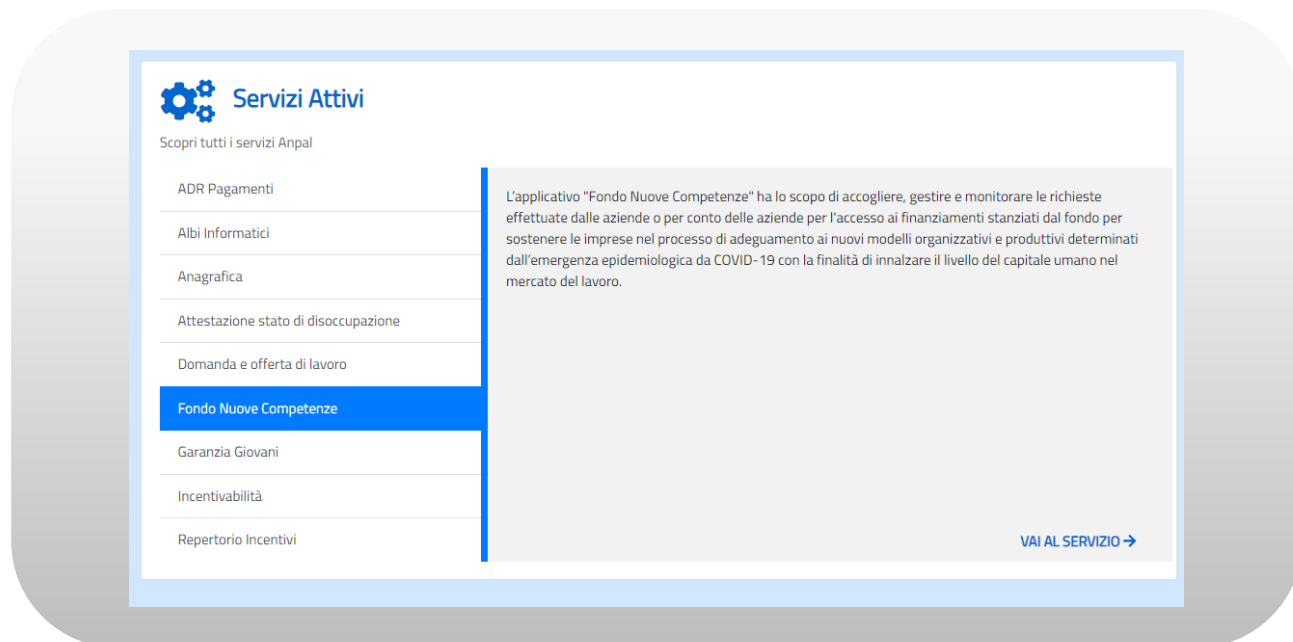 Servizi Attivi
Scopri tutti i servizi Anpal
ADR Pagamenti
Albi Informatici
Anagrafica
Attestazione stato di disoccupazione
Domanda e offerta di lavoro
Fondo Nuove Competenze
Garanzia Giovani
Incentivabilità
Repertorio Incentivi
L'applicativo "Fondo Nuove Competenze" ha lo scopo di accogliere, gestire e monitorare le richieste
effettuate dalle aziende o per conto delle aziende per l'accesso ai finanziamenti stanziati dal fondo per
sostenere le imprese nel processo di adeguamento ai nuovi modelli organizzativi e produttivi determinati
dall'emergenza epidemiologica da COVID-19 con la finalità di innalzare il livello del capitale umano nel
mercato del lavoro.
VAI AL SERVIZIO →